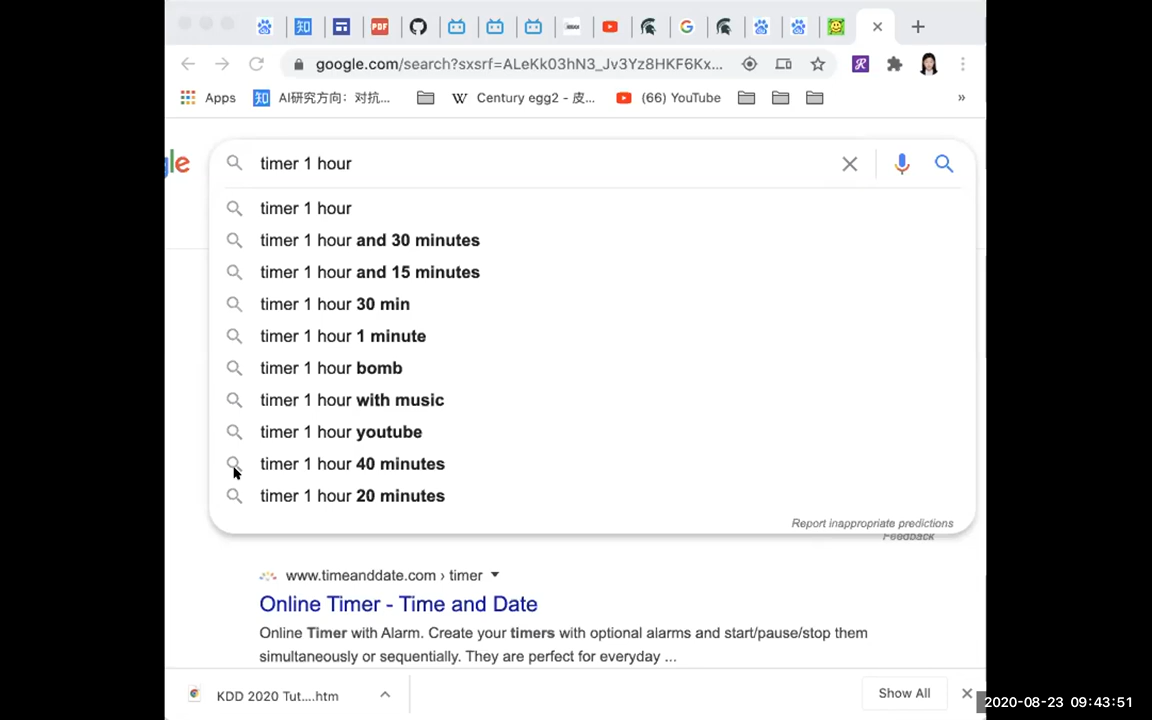 PDF
google.com/search?sxsrf=ALeKk03hN3_Jv3Yz8HKF6Kx...
Apps
知 AI研究方向：对抗...
W Century egg2 - 皮...
(66) YouTube
»
gle
timer 1 hour
timer 1 hour
timer 1 hour and 30 minutes
timer 1 hour and 15 minutes
timer 1 hour 30 min
timer 1 hour 1 minute
timer 1 hour bomb
timer 1 hour with music
timer 1 hour youtube
timer 1 hour 40 minutes
timer 1 hour 20 minutes
Report inappropriate predictions
Feedback
www.timeanddate.com › timer
Online Timer - Time and Date
Online Timer with Alarm. Create your timers with optional alarms and start/pause/stop them
simultaneously or sequentially. They are perfect for everyday ...
KDD 2020 Tut....htm
Show All
2020-08-23 09:43:51